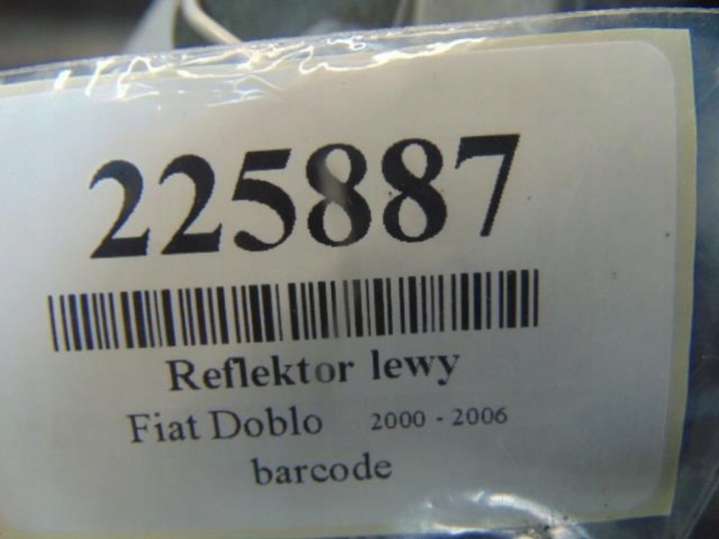 225887
Reflektor lewy
Fiat Doblo 2000 - 2006
barcode